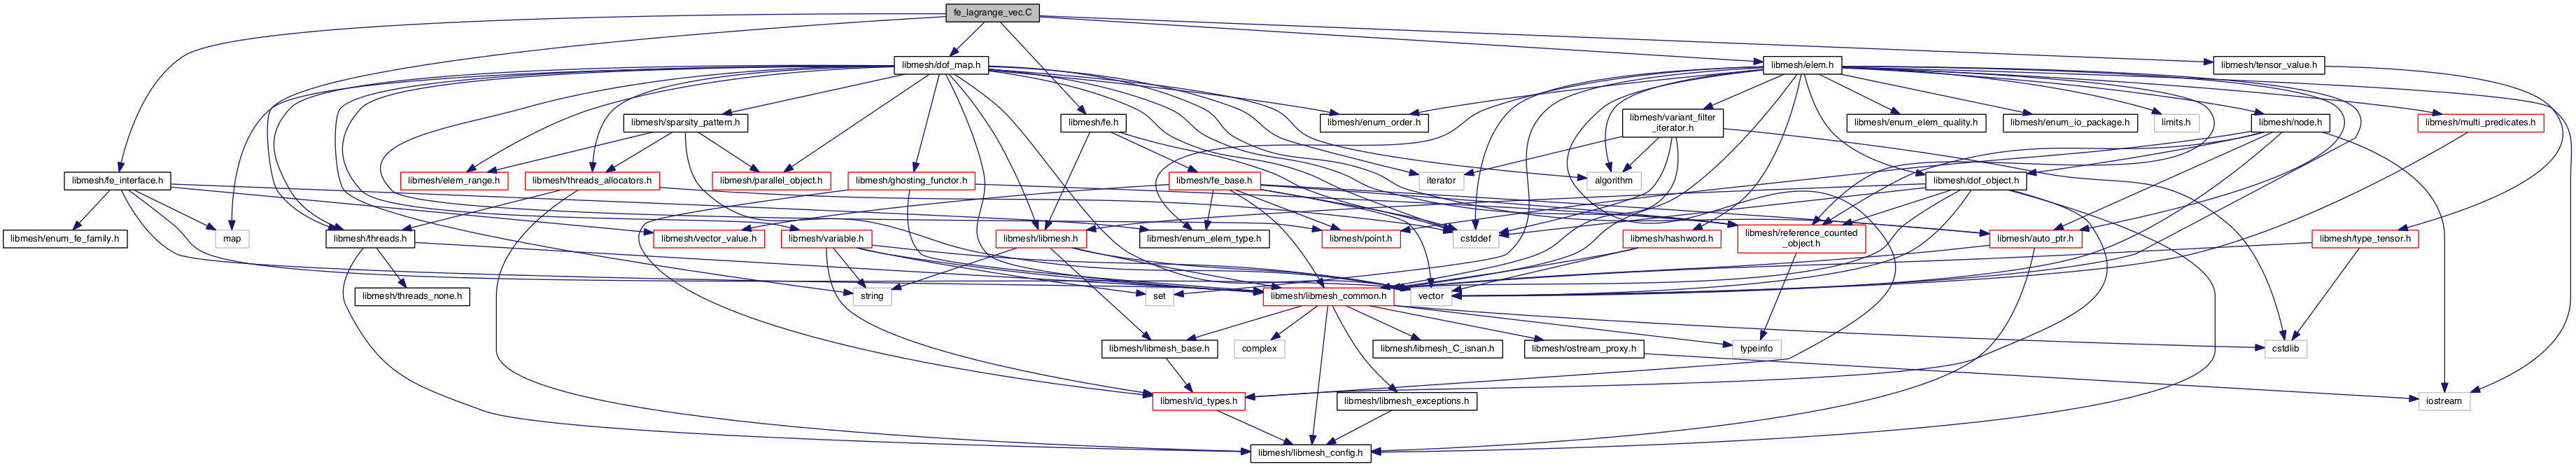 fe_lagrange_vec.C
libmesh/dof_map.h
libmesh/elem.h
libmesh/tensor_value.h
libmesh/sparsity_pattern.h
libmesh/fe.h
libmesh/enum_order.h
libmesh/variant_filter
_iterator.h
libmesh/enum_elem_quality.h
libmesh/enum_io_package.h
limits.h
libmesh/node.h
libmesh/multi_predicates.h
libmesh/fe_interface.h
libmesh/elem_range.h
libmesh/threads_allocators.h
libmesh/parallel_object.h
libmesh/ghosting_functor.h
libmesh/fe_base.h
iterator
algorithm
libmesh/dof_object.h
libmesh/enum_fe_family.h
map
libmesh/threads.h
libmesh/vector_value.h
libmesh/variable.h
libmesh/libmesh.h
libmesh/enum_elem_type.h
libmesh/point.h
cstddef
libmesh/hashword.h
libmesh/reference_counted
_object.h
libmesh/auto_ptr.h
libmesh/type_tensor.h
libmesh/threads_none.h
string
set
libmesh/libmesh_common.h
vector
libmesh/libmesh_base.h
complex
libmesh/libmesh_C_isnan.h
libmesh/ostream_proxy.h
typeinfo
cstdlib
libmesh/id_types.h
libmesh/libmesh_exceptions.h
iostream
libmesh/libmesh_config.h